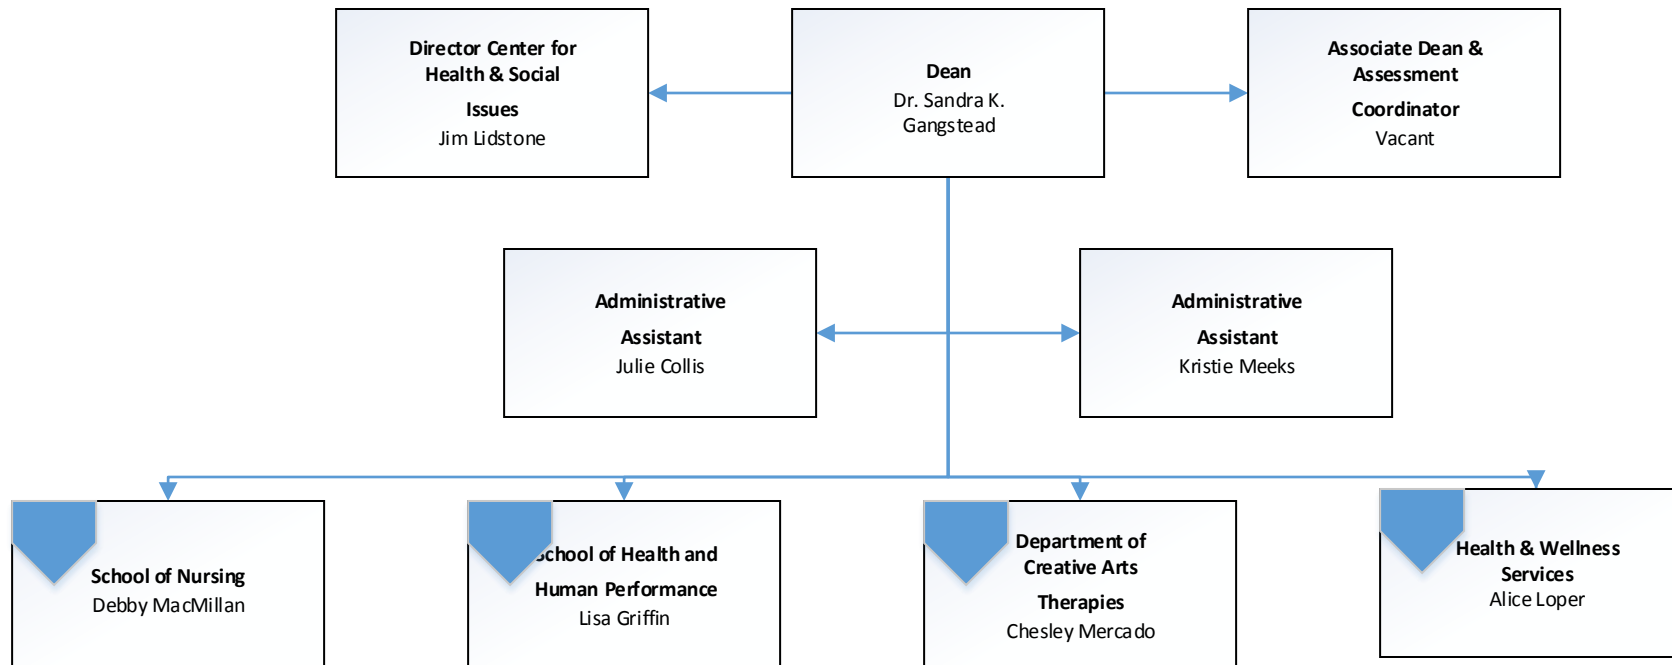 Director Center for
Health & Social
Issues
Jim Lidstone
Dean
Dr. Sandra K.
Gangstead
Associate Dean &
Assessment
Coordinator
Vacant
Administrative
Assistant
Julie Collis
Administrative
Assistant
Kristie Meeks
School of Nursing
Debby MacMillan
School of Health and
Human Performance
Lisa Griffin
Department of
Creative Arts
Therapies
Chesley Mercado
Health & Wellness
Services
Alice Loper